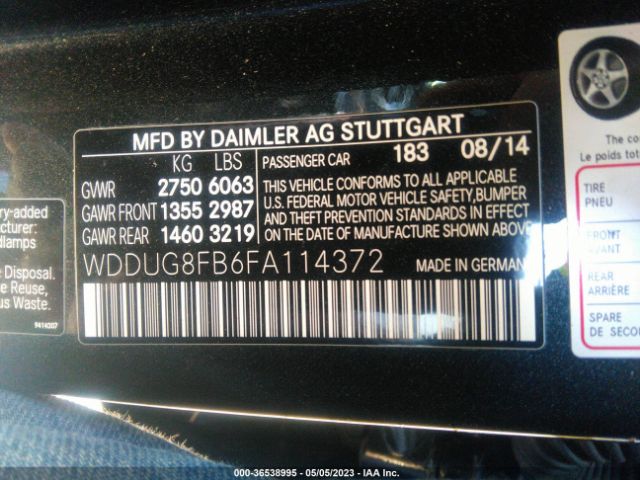 MFD BY DAIMLER AG STUTTGART
KG LBS
PASSENGER CAR 183 08/14
GVWR 2750 6063
GAWR FRONT 1355 2987
GAWR REAR 1460 3219
THIS VEHICLE CONFORMS TO ALL APPLICABLE
U.S. FEDERAL MOTOR VEHICLE SAFETY, BUMPER
AND THEFT PREVENTION STANDARDS IN EFFECT
ON THE DATE OF MANUFACTURE SHOWN ABOVE.
WDDUG8FB6FA114372 MADE IN GERMANY
ry-added
cturer:
dlamps
e Disposal.
e Reuse,
us Waste.
9414207
The co
Le poids tota
TIRE
PNEU
FRONT
AVANT
REAR
ARRIÈRE
SPARE
DE SECOU
000-36538995 - 05/05/2023 - IAA Inc.